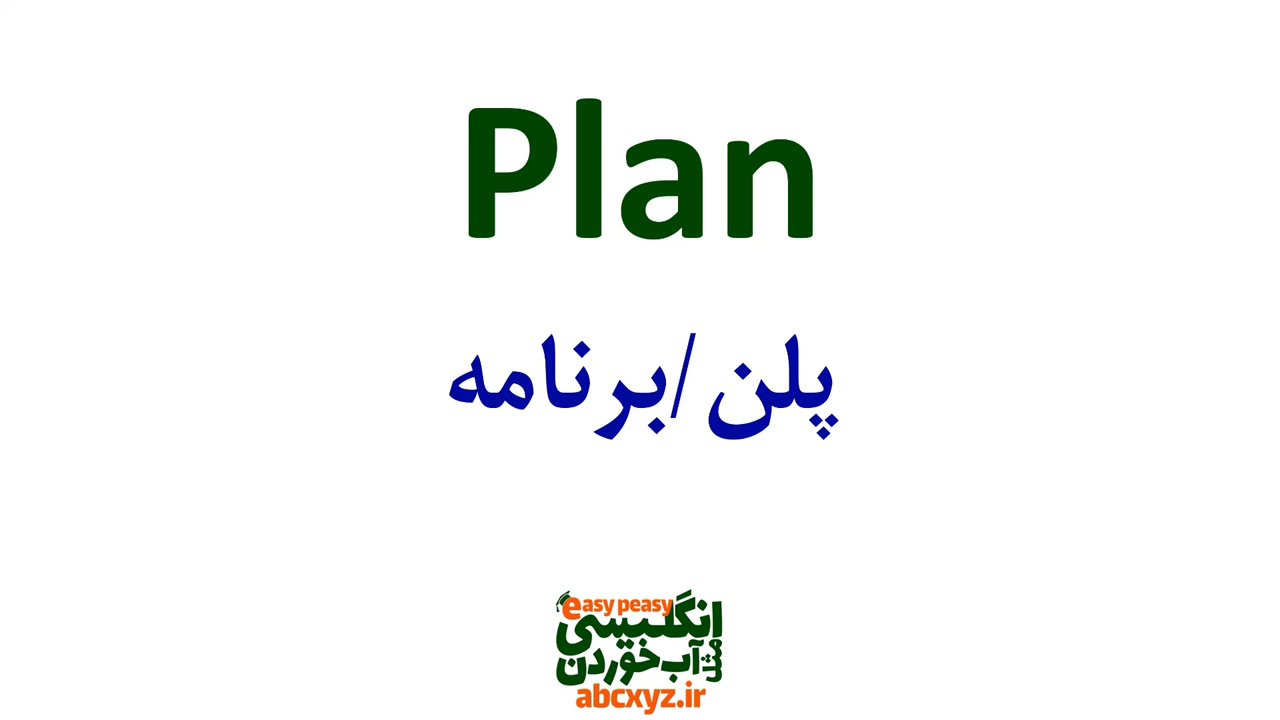 Plan
پلن /برنامه
easy peasy
انگلیسی
مثل آب خوردن
abcxyz.ir